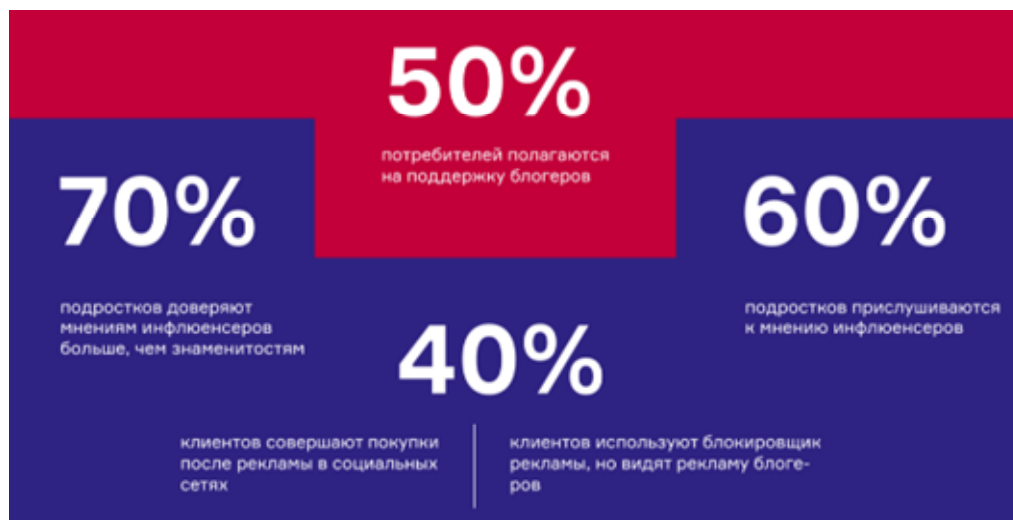 50%
потребителей полагаются
на поддержку блогеров
70%
подростков доверяют
мнениям инфлюенсеров
больше, чем знаменитостям
60%
подростков прислушиваются
к мнению инфлюенсеров
40%
клиентов совершают покупки
после рекламы в социальных
сетях
клиентов используют блокировщик
рекламы, но видят рекламу блоге-
ров